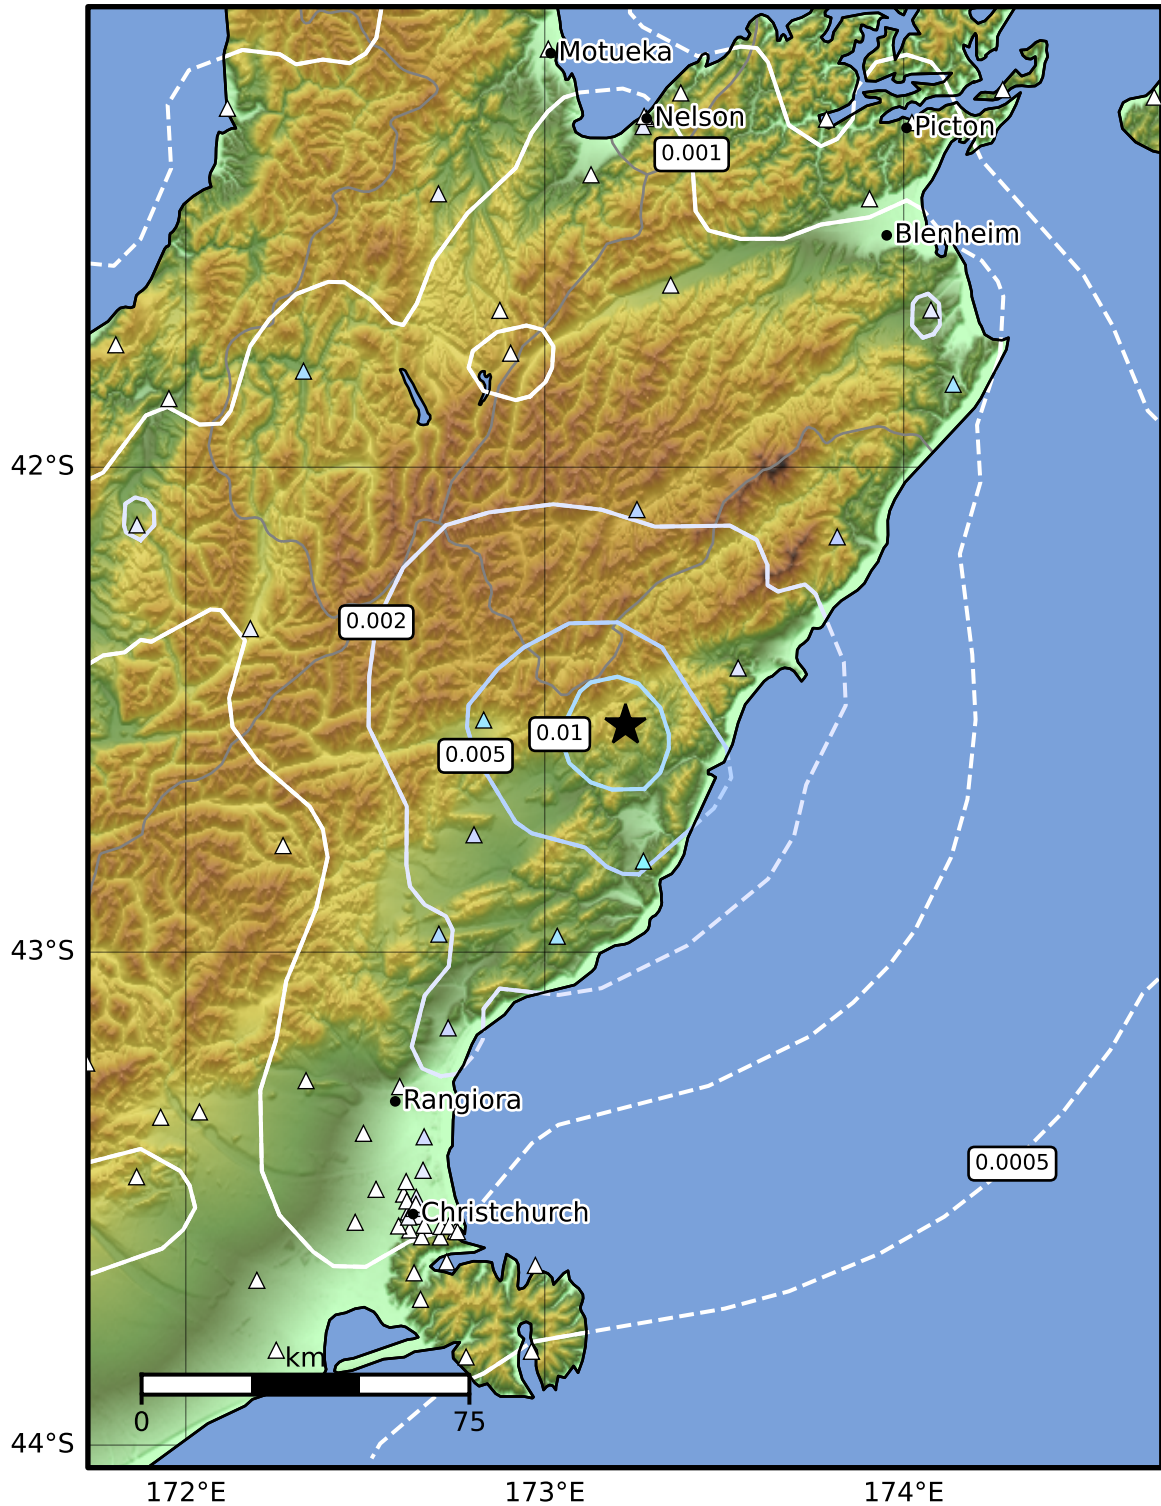 Motueka
Nelson
Picton
0.001
Blenheim
42°S
0.002
0.01
0.005
43°S
Rangiora
0.0005
Christchurch
km
0
75
44°S
172°E
173°E
174°E